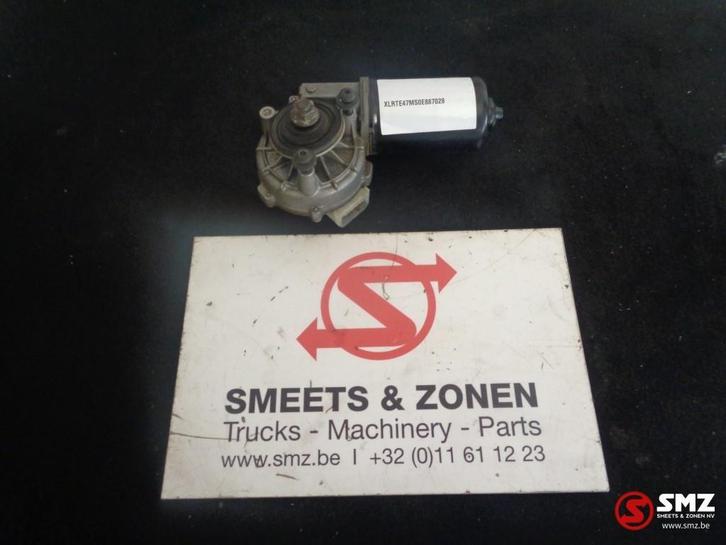 XLRTE47MS0E887028
SMEETS & ZONEN
Trucks - Machinery - Parts
www.smz.be | +32 (0)11 61 12 23
SMZ
SMEETS & ZONEN NV
www.smz.be